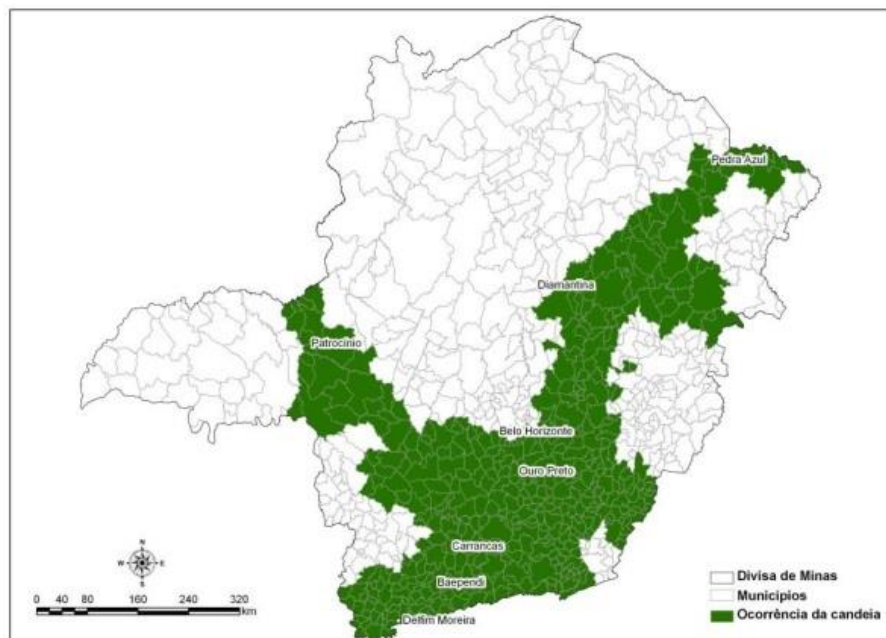 Pedra Azul
Diamantina
Patrocínio
Belo Horizonte
Ouro Preto
Carrancas
Baependi
Delfim Moreira
N
W E
S
0 40 80 160 240 320
km
Divisa de Minas
Municípios
Ocorrência da candeia